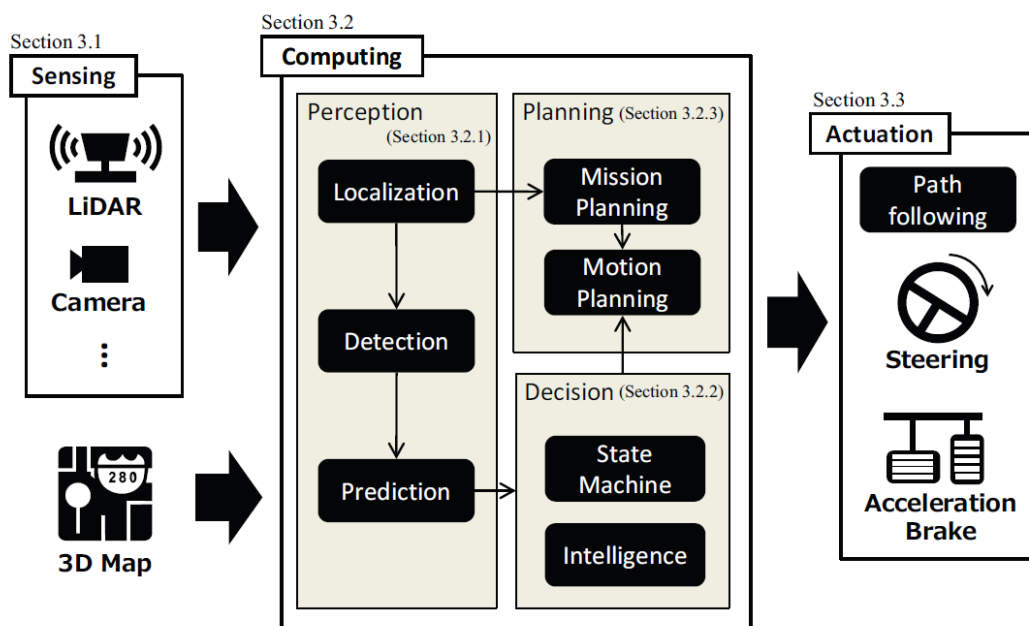 Section 3.1
Sensing
LiDAR
Camera
280
3D Map
Section 3.2
Computing
Perception
(Section 3.2.1)
Localization
Detection
Prediction
Planning (Section 3.2.3)
Mission
Planning
Motion
Planning
Decision (Section 3.2.2)
State
Machine
Intelligence
Section 3.3
Actuation
Path
following
Steering
Acceleration
Brake